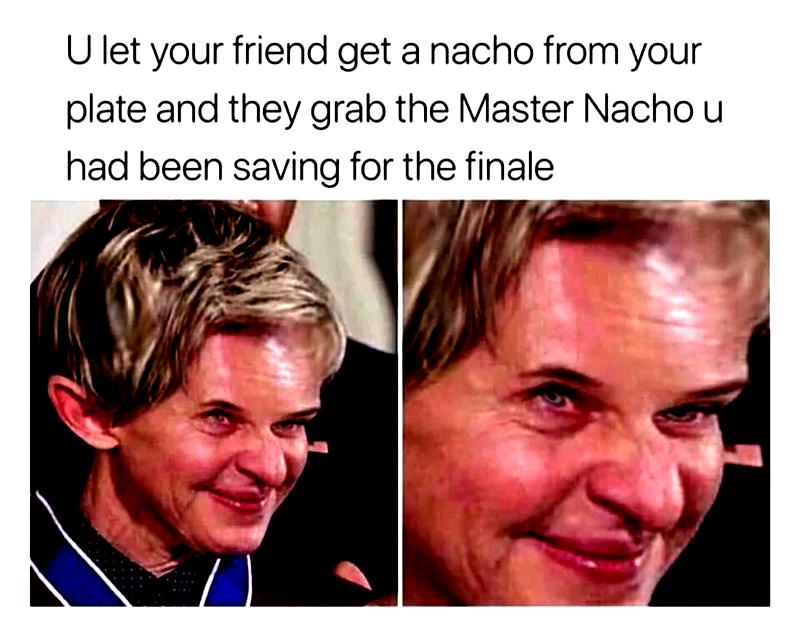 U let your friend get a nacho from your
plate and they grab the Master Nacho u
had been saving for the finale